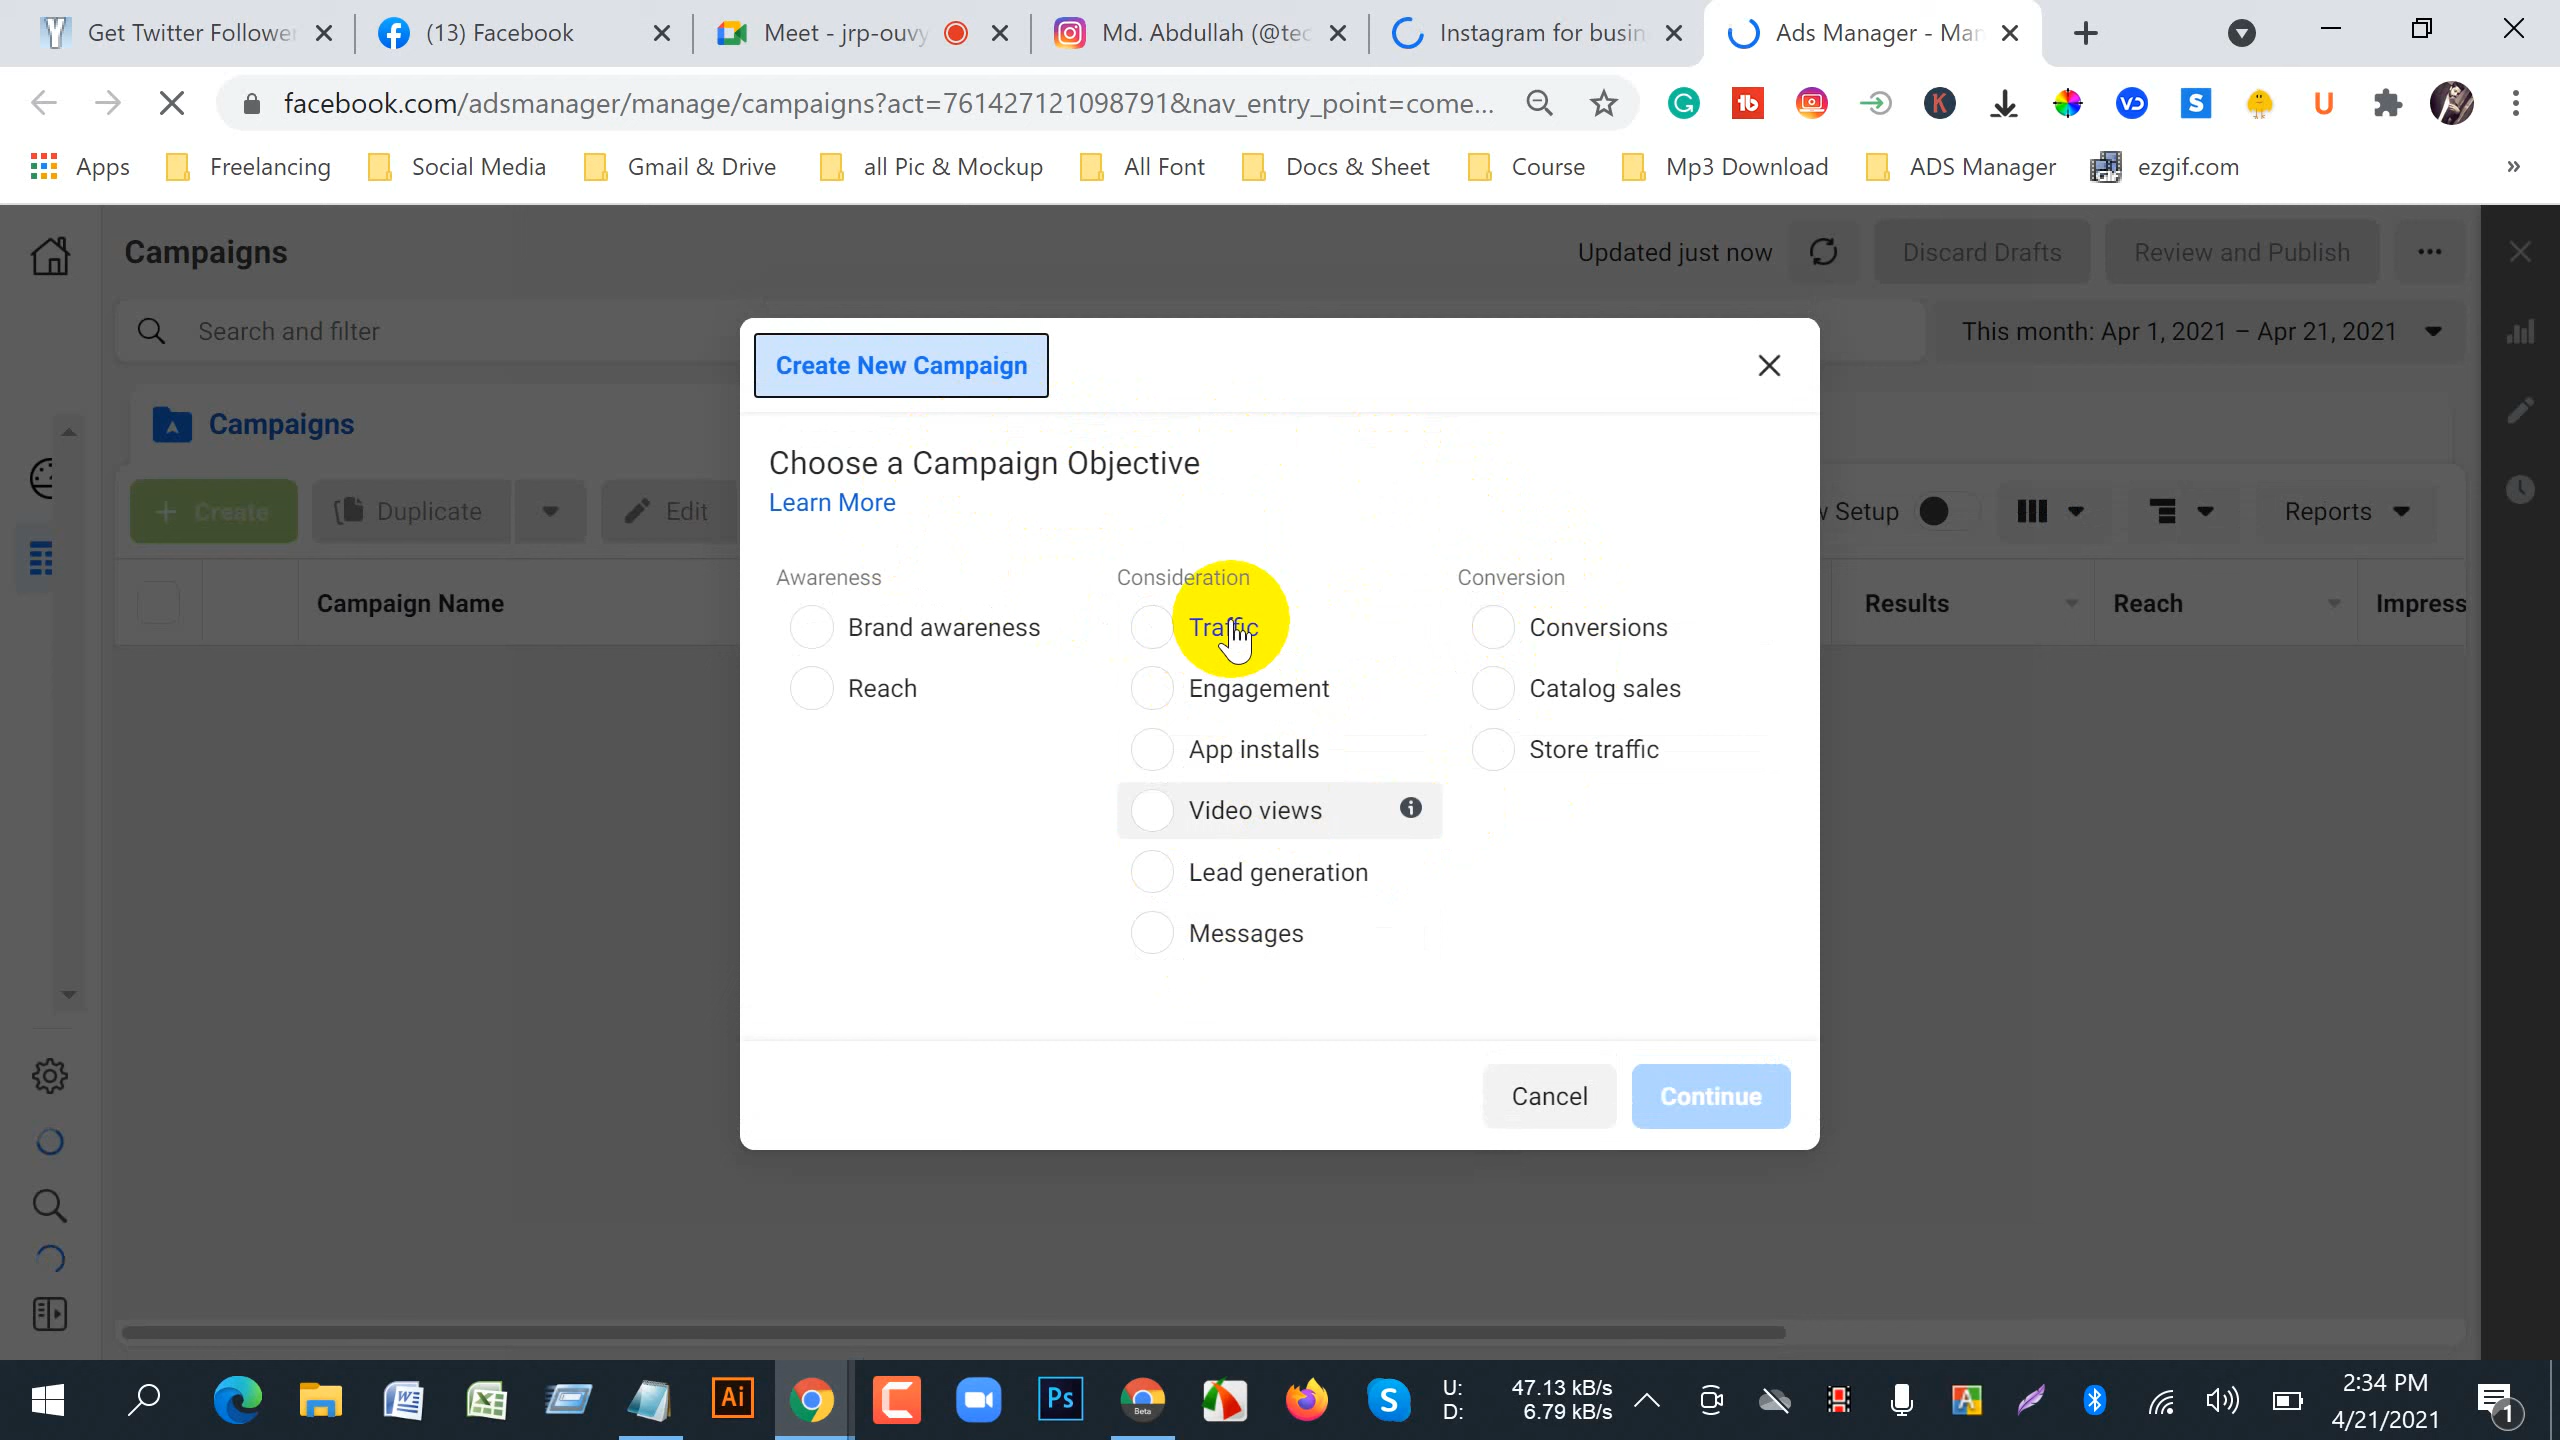 Get Twitter Follower
(13) Facebook
Meet - jrp-ouvy
Md. Abdullah (@tec
Instagram for busin
Ads Manager - Man
facebook.com/adsmanager/manage/campaigns?act=761427121098791&nav_entry_point=come...
Apps
Freelancing
Social Media
Gmail & Drive
all Pic & Mockup
All Font
Docs & Sheet
Course
Mp3 Download
ADS Manager
ezgif.com
»
Campaigns
Updated just now
Discard Drafts
Review and Publish
Search and filter
This month: Apr 1, 2021 – Apr 21, 2021
Create New Campaign
Campaigns
Choose a Campaign Objective
Learn More
+ Create
Duplicate
Edit
Setup
Reports
Awareness
Consideration
Conversion
Campaign Name
Results
Reach
Impress
Brand awareness
Traffic
Conversions
Reach
Engagement
Catalog sales
App installs
Store traffic
Video views
Lead generation
Messages
Cancel
Continue
U: 47.13 kB/s
D: 6.79 kB/s
2:34 PM
4/21/2021
1
Ai
Ps
Beta